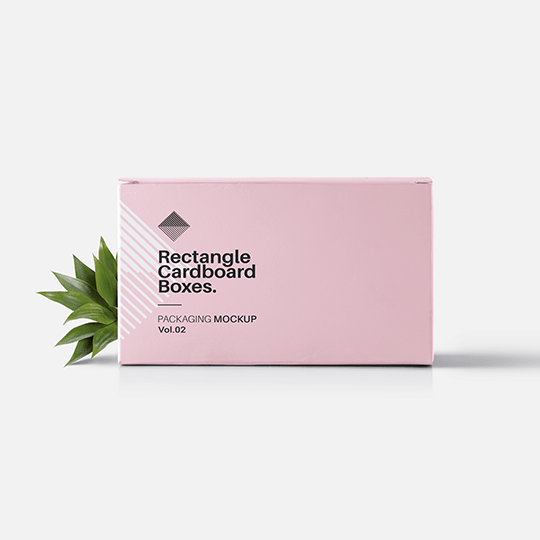 Rectangle
Cardboard
Boxes.
PACKAGING MOCKUP
Vol.02